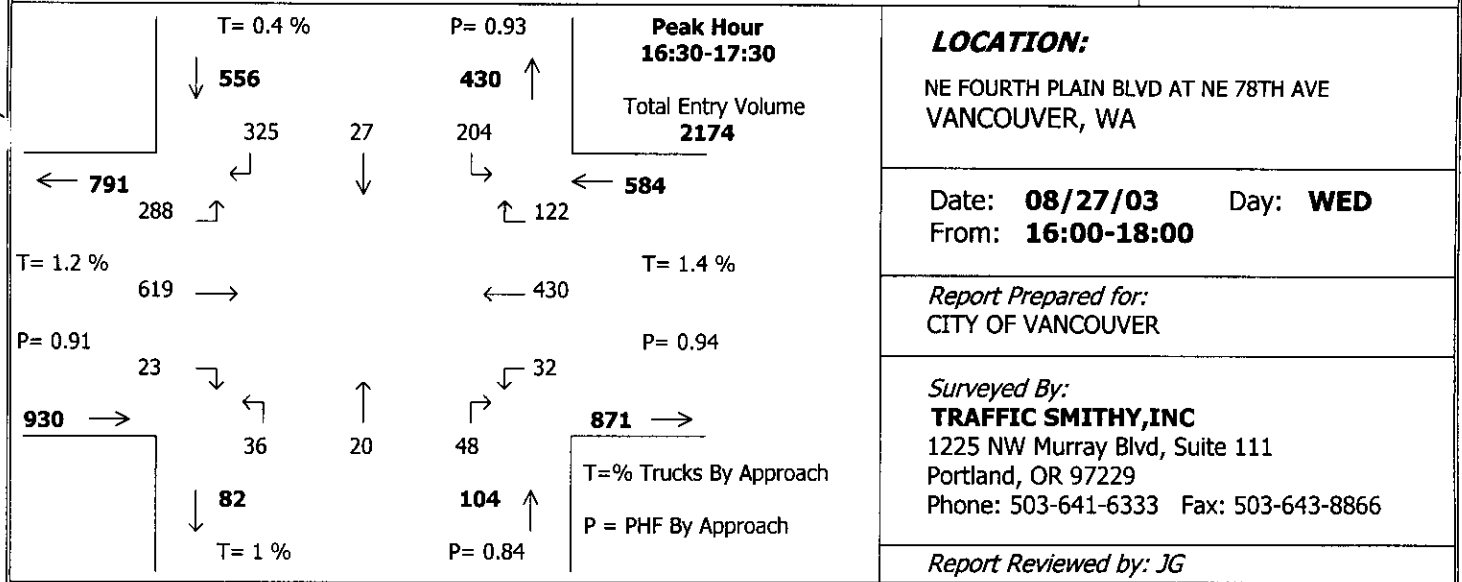 T= 0.4 % P= 0.93
556 430
325 27 204
Peak Hour
16:30-17:30
Total Entry Volume
2174
791 584
288 122
T= 1.2 % T= 1.4 %
619 430
P= 0.91 P= 0.94
23 32
930 871
36 20 48
82 104
T= 1 % P= 0.84
T=% Trucks By Approach
P = PHF By Approach
LOCATION:
NE FOURTH PLAIN BLVD AT NE 78TH AVE
VANCOUVER, WA
Date: 08/27/03 Day: WED
From: 16:00-18:00
Report Prepared for:
CITY OF VANCOUVER
Surveyed By:
TRAFFIC SMITHY,INC
1225 NW Murray Blvd, Suite 111
Portland, OR 97229
Phone: 503-641-6333 Fax: 503-643-8866
Report Reviewed by: JG